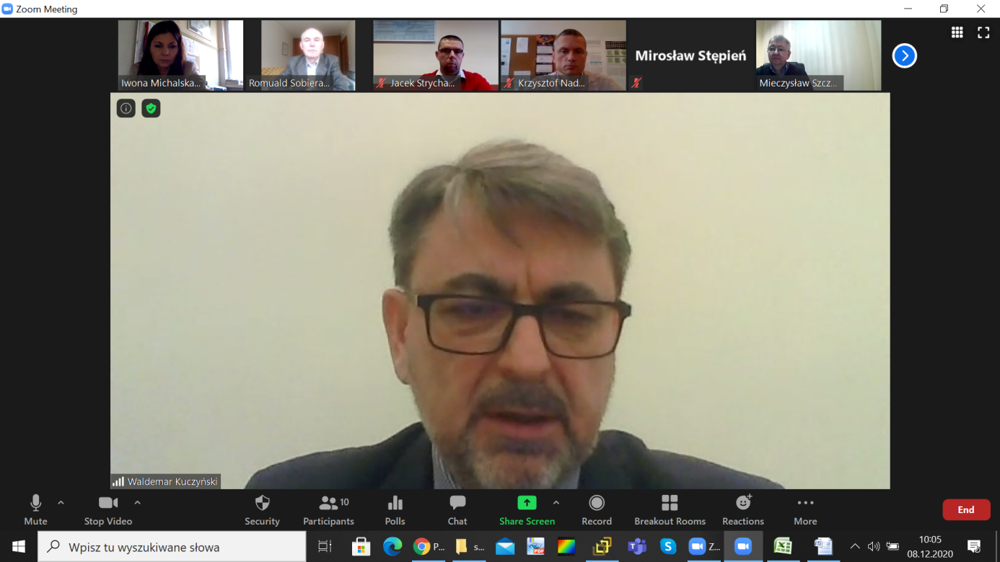 Zoom Meeting
Iwona Michalska...
Romuald Sobiera...
Jacek Strycha...
Krzysztof Nad...
Mirosław Stępień
Mieczysław Szcz...
Waldemar Kuczyński
Mute
Stop Video
Security
10
Participants
Polls
Chat
Share Screen
Record
Breakout Rooms
Reactions
More
End
Wpisz tu wyszukiwane słowa
P...
s...
PDF
Z...
10:05
08.12.2020